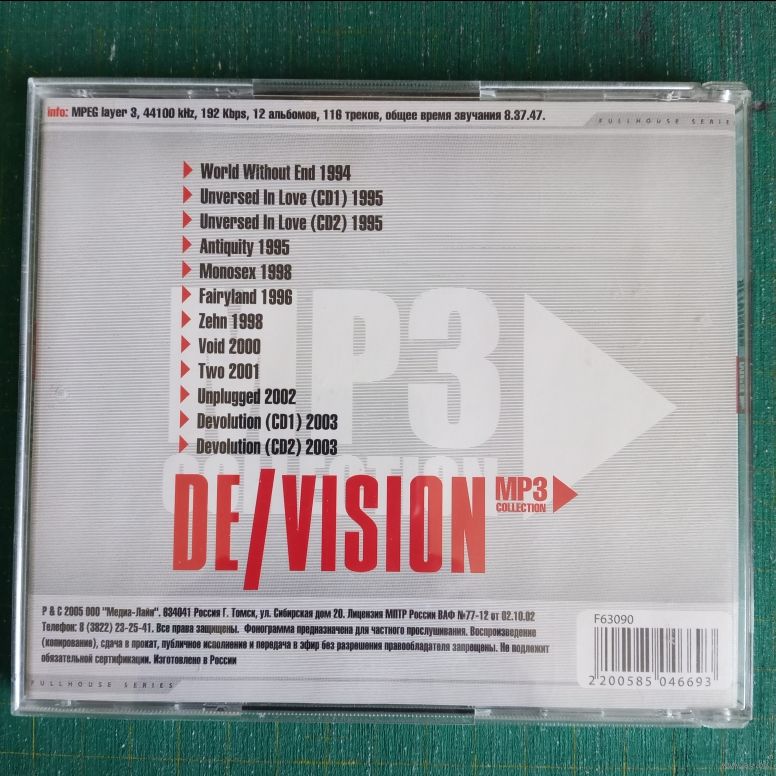 info: MPEG layer 3, 44100 kHz, 192 Kbps, 12 альбомов, 116 треков, общее время звучания 8.37.47.
FULLHOUSE SERIE
World Without End 1994
Unversed In Love (CD1) 1995
Unversed In Love (CD2) 1995
Antiquity 1995
Monosex 1998
Fairyland 1996
Zehn 1998
Void 2000
Two 2001
Unplugged 2002
Devolution (CD1) 2003
Devolution (CD2) 2003
MP3
COLLECTION
DE/VISION
MP3
COLLECTION
P & C 2005 ООО "Медиа-Лайн". 634041 Россия Г. Томск, ул. Сибирская дом 20. Лицензия МПТР России ВАФ №77-12 от 02.10.02
Телефон: 8 (3822) 23-25-41. Все права защищены. Фонограмма предназначена для частного прослушивания. Воспроизведение
(копирование), сдача в прокат, публичное исполнение и передача в эфир без разрешения правообладателя запрещены. Не подлежит
обязательной сертификации. Изготовлено в России
FULLHOUSE SERIES
F63090
2200585 046693